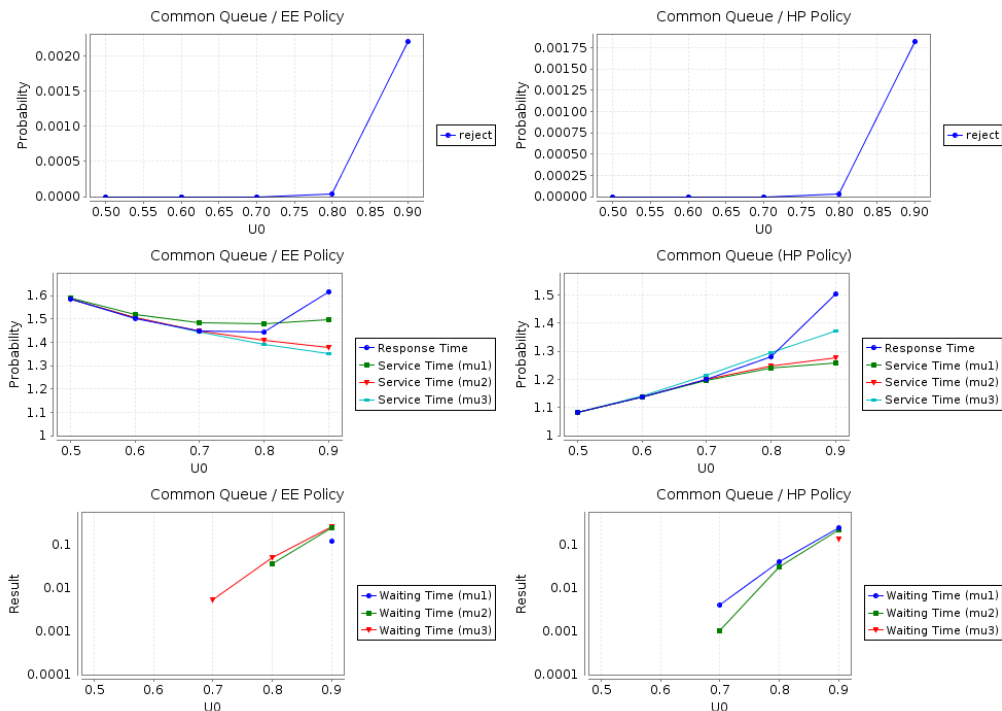 Common Queue / EE Policy
0.0020
0.0015
0.0010
0.0005
0.0000
Probability
0.50 0.55 0.60 0.65 0.70 0.75 0.80 0.85 0.90
U0
reject
Common Queue / HP Policy
0.00175
0.00150
0.00125
0.00100
0.00075
0.00050
0.00025
0.00000
Probability
0.50 0.55 0.60 0.65 0.70 0.75 0.80 0.85 0.90
U0
reject
Common Queue / EE Policy
1.6
1.5
1.4
1.3
1.2
1.1
1
Probability
0.5 0.6 0.7 0.8 0.9
U0
Response Time
Service Time (mu1)
Service Time (mu2)
Service Time (mu3)
Common Queue (HP Policy)
1.5
1.4
1.3
1.2
1.1
1
Probability
0.5 0.6 0.7 0.8 0.9
U0
Response Time
Service Time (mu1)
Service Time (mu2)
Service Time (mu3)
Common Queue / EE Policy
0.1
0.01
0.001
0.0001
Result
0.5 0.6 0.7 0.8 0.9
U0
Waiting Time (mu1)
Waiting Time (mu2)
Waiting Time (mu3)
Common Queue / HP Policy
0.1
0.01
0.001
0.0001
Result
0.5 0.6 0.7 0.8 0.9
U0
Waiting Time (mu1)
Waiting Time (mu2)
Waiting Time (mu3)